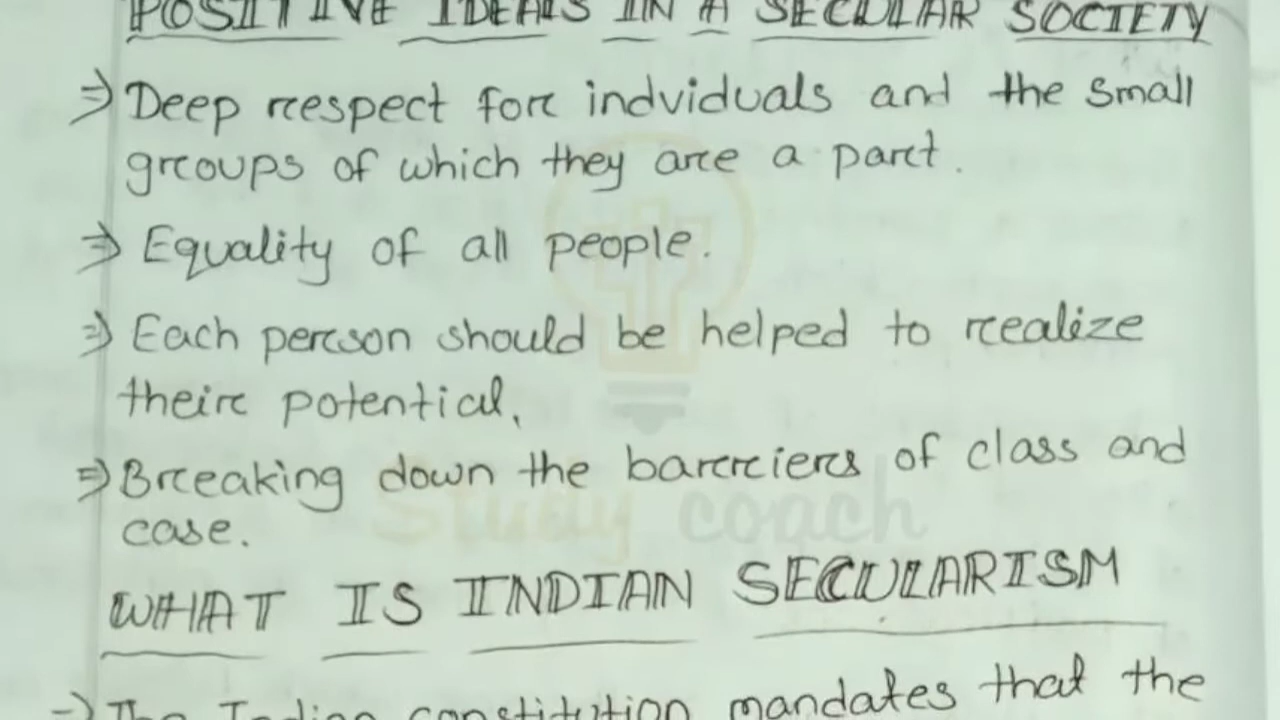 POSITIVE IDEALS IN A SECULAR SOCIETY
⇒ Deep respect for indviduals and the small
groups of which they are a part.
⇒ Equality of all people.
⇒ Each person should be helped to realize
their potential.
⇒ Breaking down the barriers of class and
case.
WHAT IS INDIAN SECULARISM
⇒ The Indian constitution mandates that the
Study coach